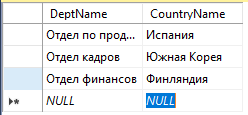 DeptName CountryName
Отдел по прод... Испания
Отдел кадров Южная Корея
Отдел финансов Финляндия
NULL NULL